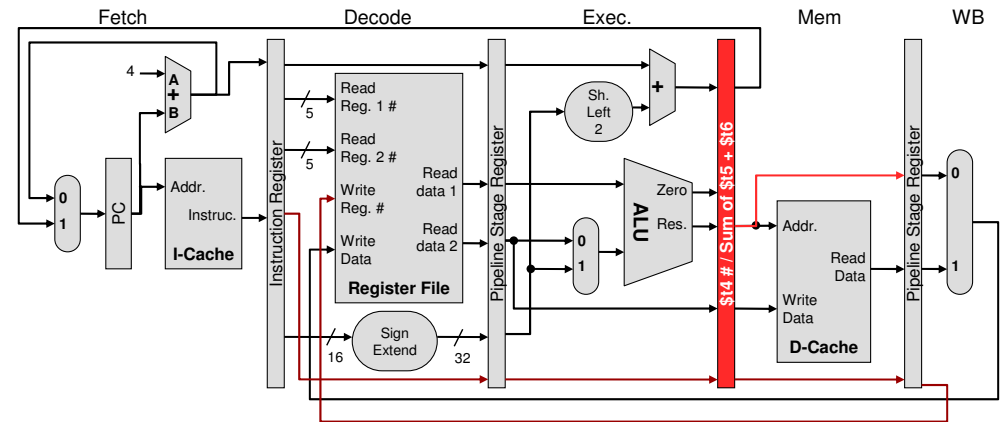 Fetch
Decode
Exec.
Mem
WB
4
A
+
B
0
1
PC
Addr.
Instruc.
I-Cache
Instruction Register
5
5
16
Read
Reg. 1 #
Read
Reg. 2 #
Write
Reg. #
Write
Data
Read
data 1
Read
data 2
Register File
Sign
Extend
32
Pipeline Stage Register
Sh.
Left
2
+
0
1
ALU
Zero
Res.
$t4 # / Sum of $t5 + $t6
Addr.
Read
Data
Write
Data
D-Cache
Pipeline Stage Register
0
1